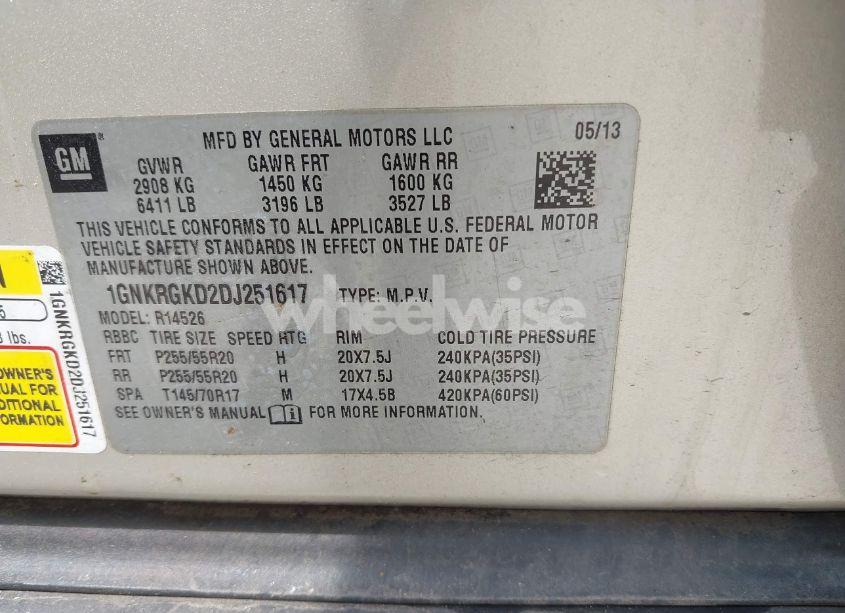 GM
MFD BY GENERAL MOTORS LLC 05/13
GVWR GAWR FRT GAWR RR
2908 KG 1450 KG 1600 KG
6411 LB 3196 LB 3527 LB
THIS VEHICLE CONFORMS TO ALL APPLICABLE U.S. FEDERAL MOTOR
VEHICLE SAFETY STANDARDS IN EFFECT ON THE DATE OF
MANUFACTURE SHOWN ABOVE.
1GNKRGKD2DJ251617 TYPE: M.P.V.
MODEL: R14526
RBBC TIRE SIZE SPEED RTG RIM COLD TIRE PRESSURE
FRT P255/55R20 H 20X7.5J 240KPA(35PSI)
RR P255/55R20 H 20X7.5J 240KPA(35PSI)
SPA T145/70R17 M 17X4.5B 420KPA(60PSI)
SEE OWNER'S MANUAL FOR MORE INFORMATION.
wheelwise
lbs.
OWNER'S
FOR
1GNKRGKD2DJ251617